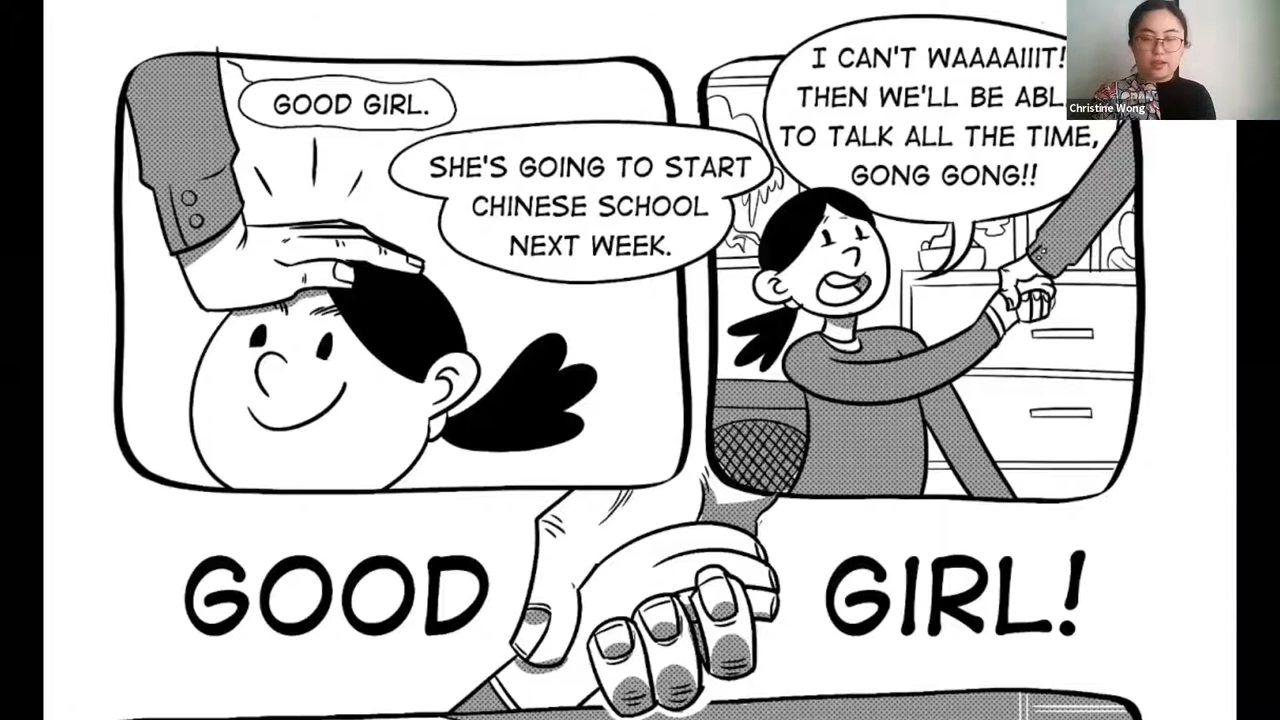 GOOD GIRL.
SHE'S GOING TO START
CHINESE SCHOOL
NEXT WEEK.
I CAN'T WAAAAIIIT!
THEN WE'LL BE ABL
TO TALK ALL THE TIME,
GONG GONG!!
Christine Wong
GOOD GIRL!